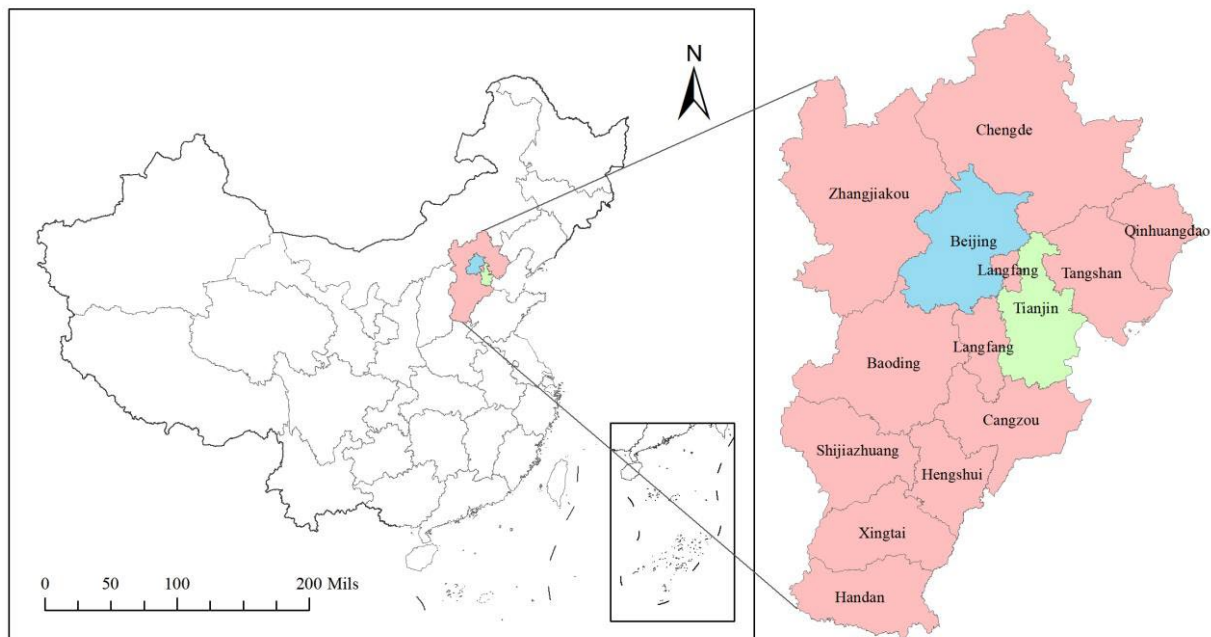 N
0 50 100 200 Mils
Chengde
Zhangjiakou
Qinhuangdao
Beijing
Langfang
Tangshan
Tianjin
Langfang
Baoding
Cangzou
Shijiazhuang
Hengshui
Xingtai
Handan